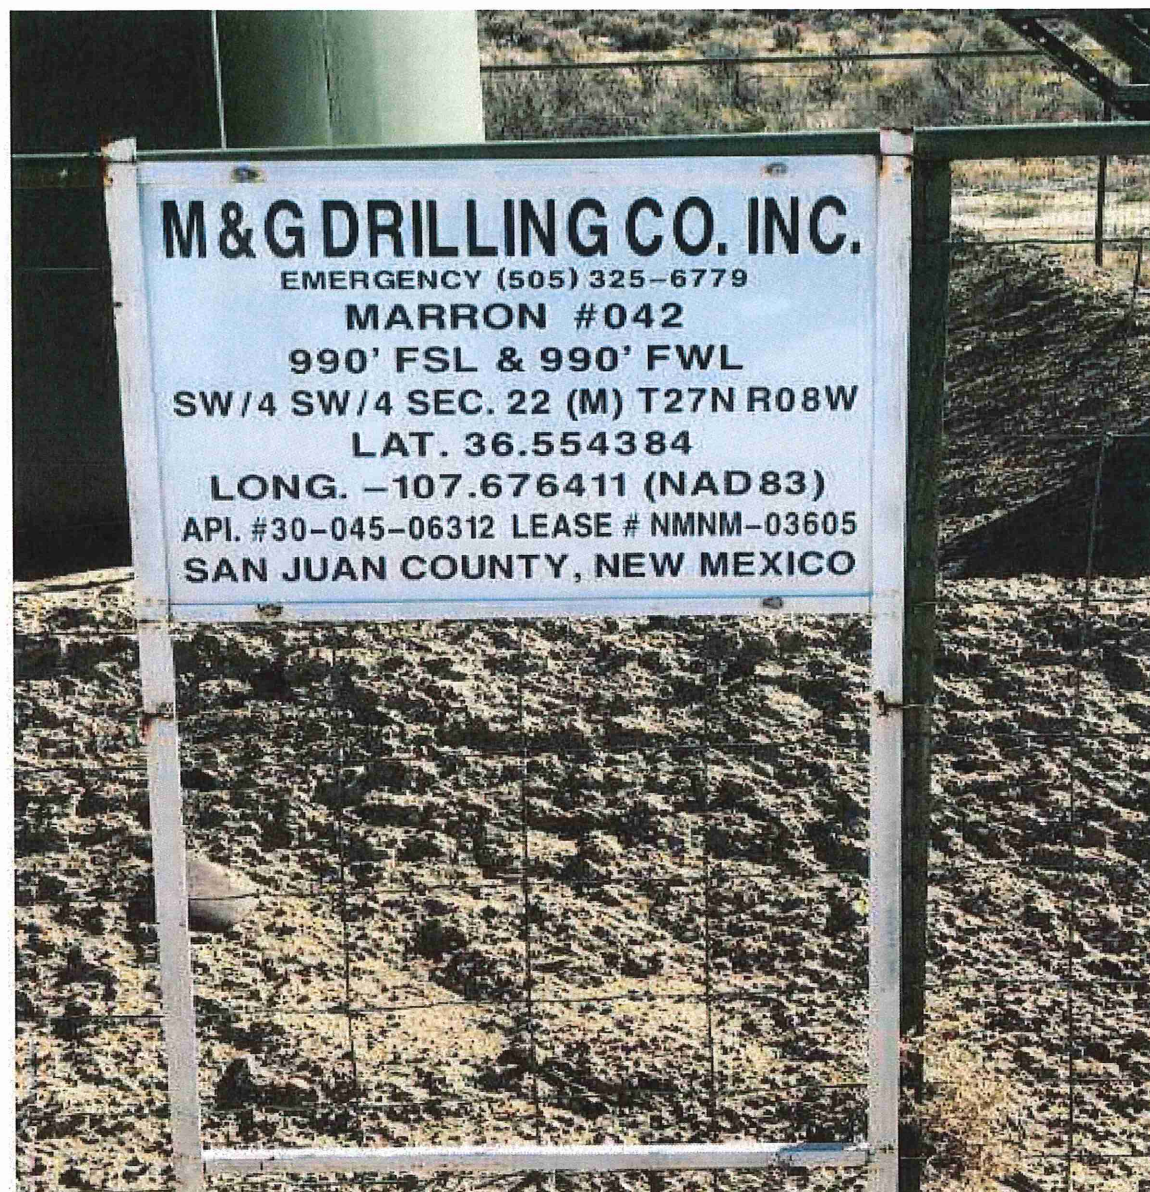 M & G DRILLING CO. INC.
EMERGENCY (505) 325-6779
MARRON #042
990' FSL & 990' FWL
SW/4 SW/4 SEC. 22 (M) T27N R08W
LAT. 36.554384
LONG. -107.676411 (NAD 83)
API. #30-045-06312 LEASE # NMNM-03605
SAN JUAN COUNTY, NEW MEXICO